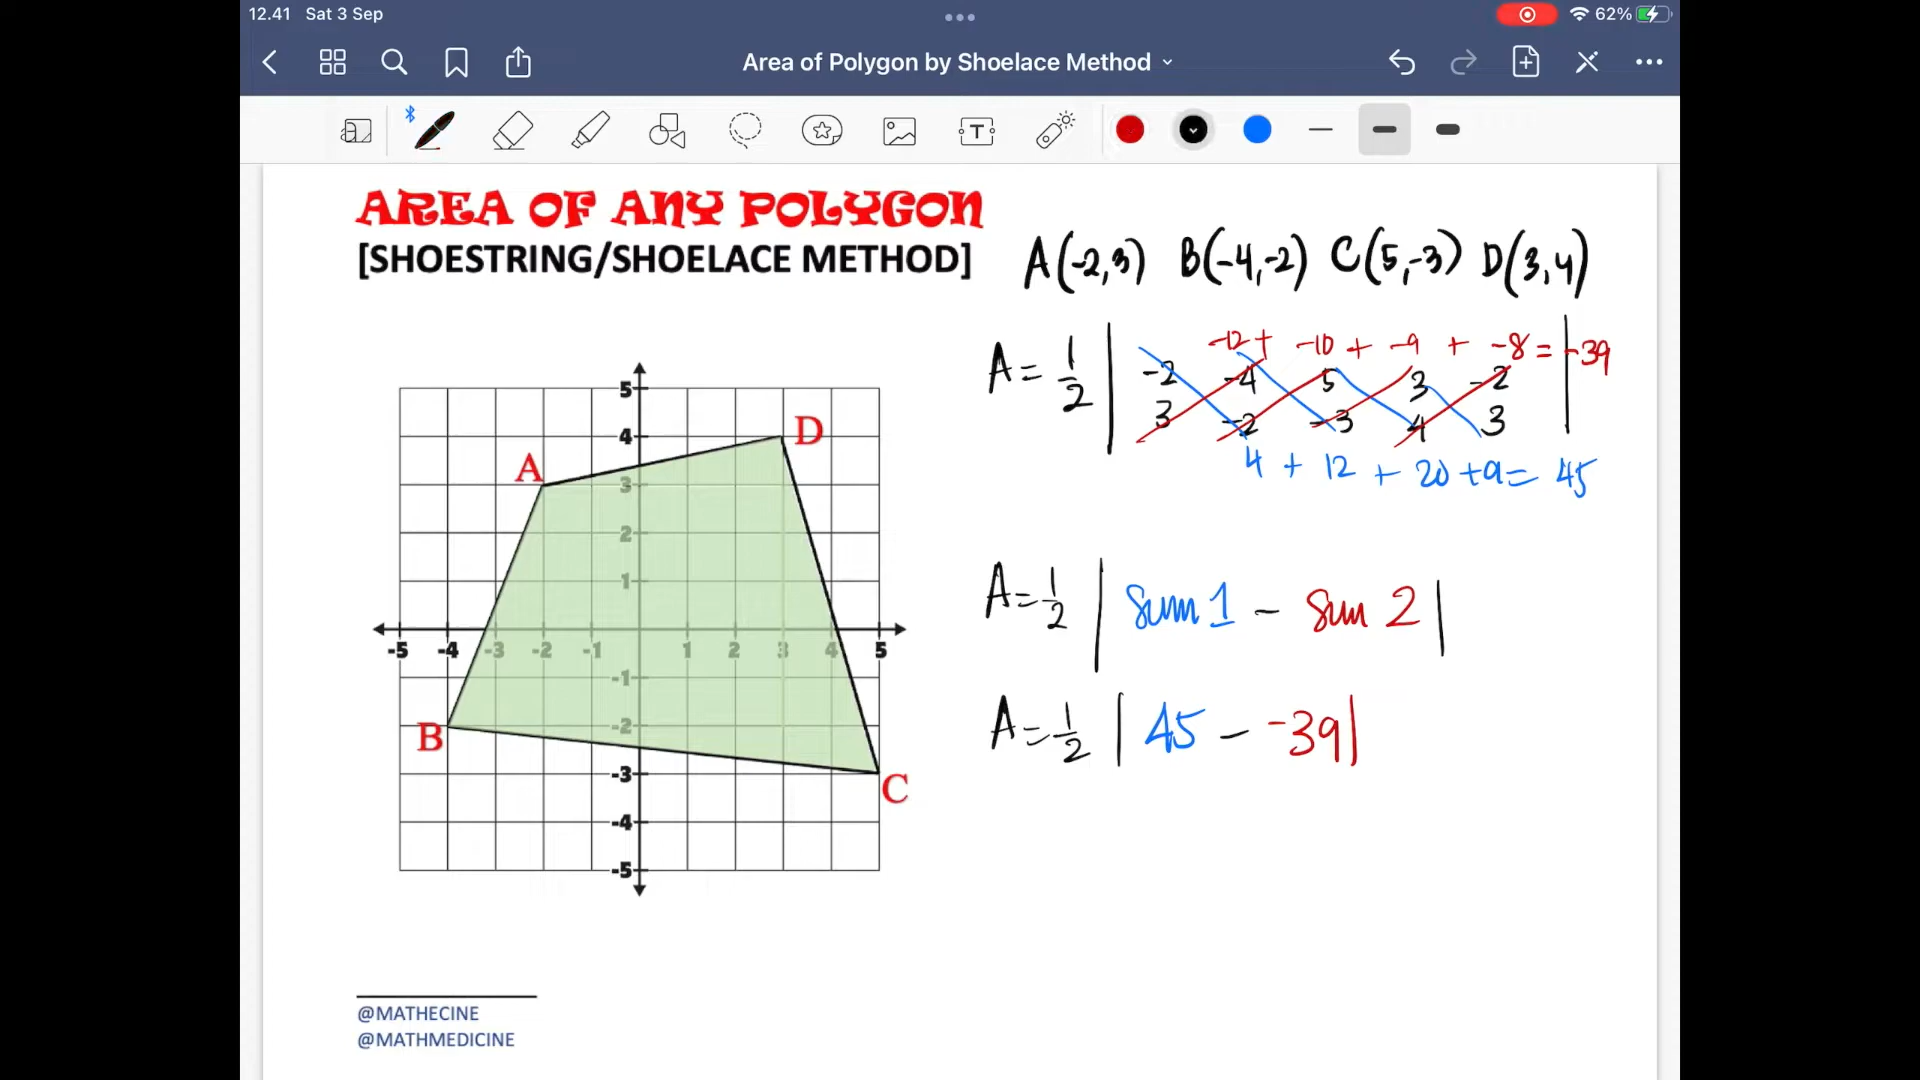 12.41 Sat 3 Sep
62%
Area of Polygon by Shoelace Method
T
AREA OF ANY POLYGON
[SHOESTRING/SHOELACE METHOD]
A(-2,3) B(-4,-2) C(5,-3) D(3,4)
-12 + -10 + -9 + -8 = -39
A = 1/2 | -2 -4 5 3 -2 |
3 -2 -3 4 3
4 + 12 + 20 + 9 = 45
A = 1/2 | sum 1 - sum 2 |
A = 1/2 | 45 - -39 |
5
4
3
2
1
-5 -4 -3 -2 -1 1 2 3 4 5
-1
-2
-3
-4
-5
A
D
B
C
@MATHECINE
@MATHMEDICINE